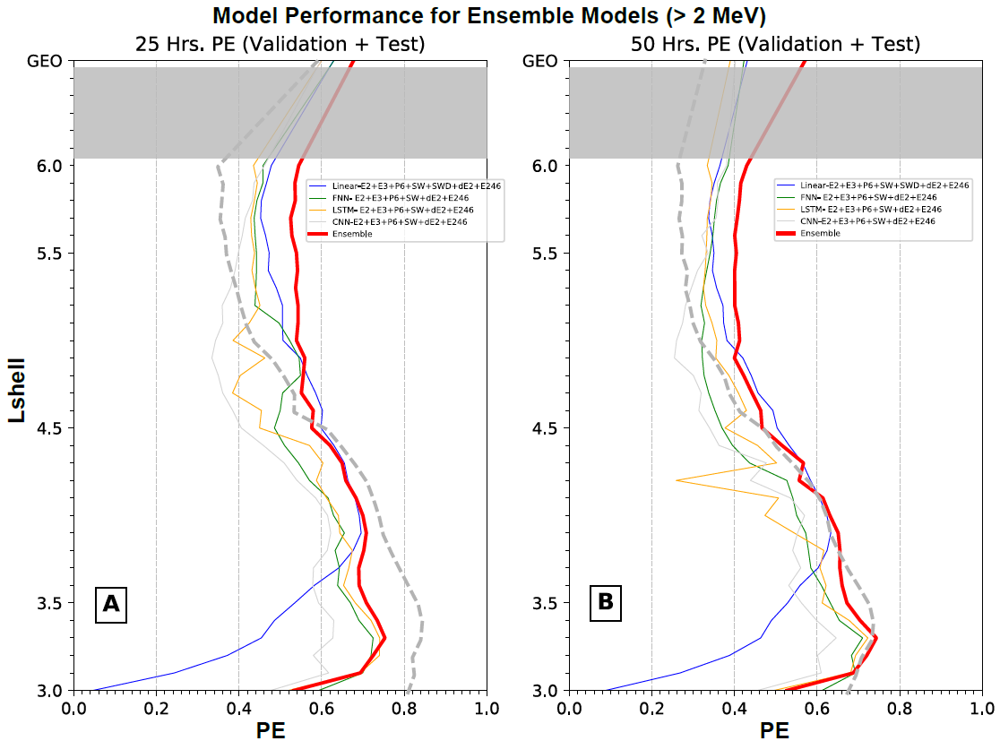 Model Performance for Ensemble Models (> 2 MeV)
25 Hrs. PE (Validation + Test)
50 Hrs. PE (Validation + Test)
GEO
6.0
5.5
4.5
3.5
3.0
Lshell
Linear-E2+E3+P6+SW+SWD+dE2+E246
FNN- E2+E3+P6+SW+dE2+E246
LSTM- E2+E3+P6+SW+dE2+E246
CNN-E2+E3+P6+SW+dE2+E246
Ensemble
A
0.0 0.2 0.4 0.6 0.8 1.0
PE
GEO
6.0
5.5
4.5
3.5
3.0
Linear-E2+E3+P6+SW+SWD+dE2+E246
FNN- E2+E3+P6+SW+dE2+E246
LSTM- E2+E3+P6+SW+dE2+E246
CNN-E2+E3+P6+SW+dE2+E246
Ensemble
B
0.0 0.2 0.4 0.6 0.8 1.0
PE